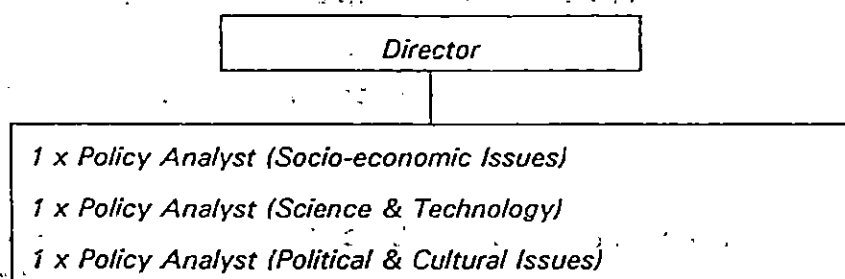 Director
1 x Policy Analyst (Socio-economic Issues)
1 x Policy Analyst (Science & Technology)
1 x Policy Analyst (Political & Cultural Issues)